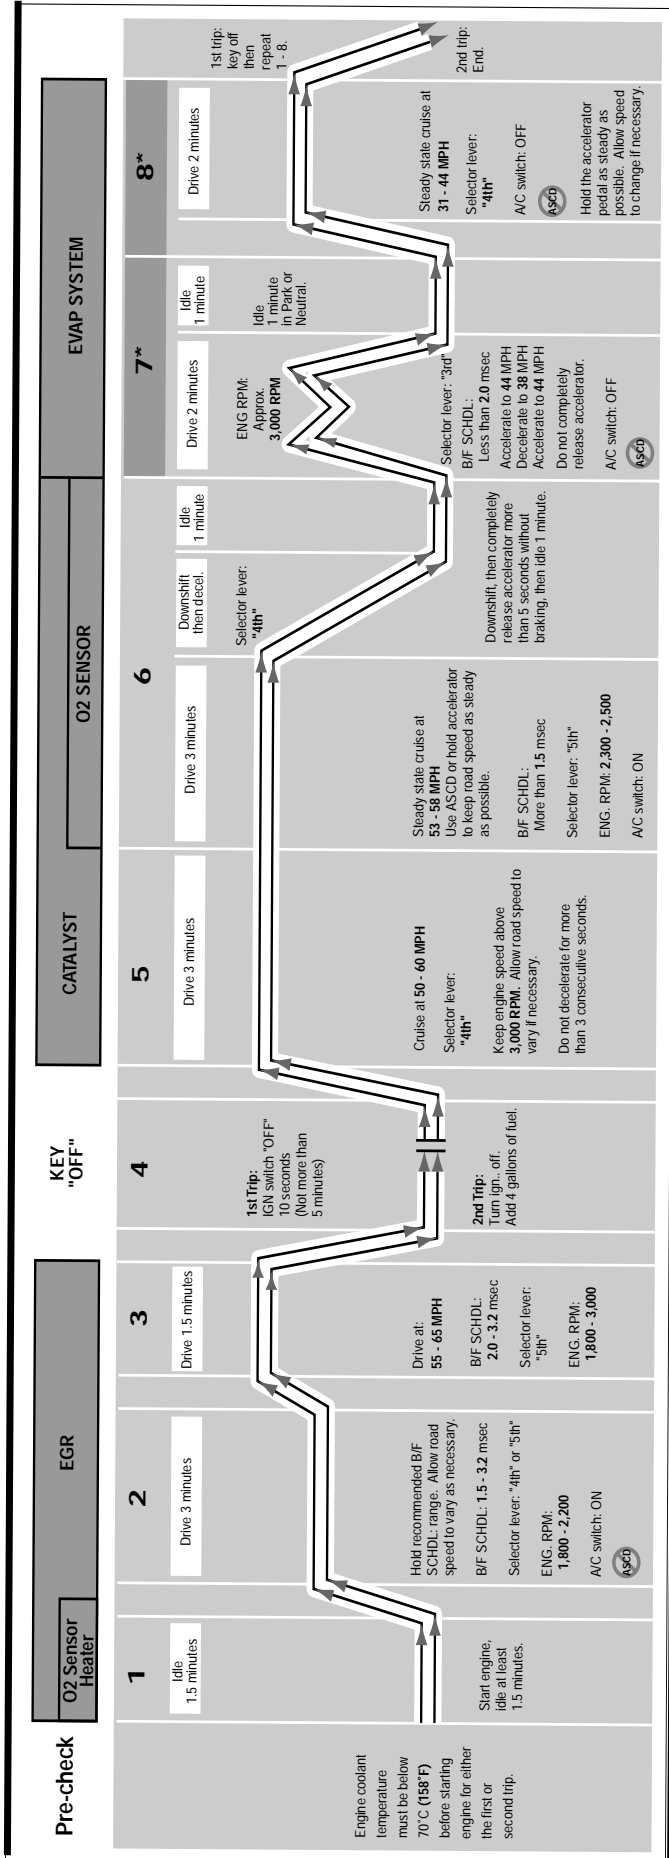 Pre-check
Engine coolant
temperature
must be below
70°C (158°F)
before starting
engine for either
the first or
second trip.
EGR
O2 Sensor
Heater
1
Idle
1.5 minutes
Start engine,
idle at least
1.5 minutes.
2
Drive 3 minutes
Hold recommended B/F
SCHDL: range. Allow road
speed to vary as necessary.
B/F SCHDL: 1.5 - 3.2 msec
Selector lever: "4th" or "5th"
ENG. RPM:
1,800 - 2,200
A/C switch: ON
ASCD
3
Drive 1.5 minutes
Drive at:
55 - 65 MPH
B/F SCHDL:
2.0 - 3.2 msec
Selector lever:
"5th"
ENG. RPM:
1,800 - 3,000
KEY
"OFF"
4
1st Trip:
IGN switch "OFF"
10 seconds
(Not more than
5 minutes)
2nd Trip:
Turn ign.. off.
Add 4 gallons of fuel.
CATALYST
5
Drive 3 minutes
Cruise at 50 - 60 MPH
Selector lever:
"4th"
Keep engine speed above
3,000 RPM. Allow road speed to
vary if necessary.
Do not decelerate for more
than 3 consecutive seconds.
O2 SENSOR
6
Drive 3 minutes
Steady state cruise at
53 - 58 MPH
Use ASCD or hold accelerator
to keep road speed as steady
as possible.
B/F SCHDL:
More than 1.5 msec
Selector lever: "5th"
ENG. RPM: 2,300 - 2,500
A/C switch: ON
Downshift
then decel.
Selector lever:
"4th"
Idle
1 minute
Downshift, then completely
release accelerator more
than 5 seconds without
braking, then idle 1 minute.
EVAP SYSTEM
7*
Drive 2 minutes
ENG RPM:
Approx.
3,000 RPM
Selector lever: "3rd"
B/F SCHDL:
Less than 2.0 msec
Accelerate to 44 MPH
Decelerate to 38 MPH
Accelerate to 44 MPH
Do not completely
release accelerator.
A/C switch: OFF
ASCD
Idle
1 minute
Idle
1 minute
in Park or
Neutral.
8*
Drive 2 minutes
Steady state cruise at
31 - 44 MPH
Selector lever:
"4th"
A/C switch: OFF
ASCD
Hold the accelerator
pedal as steady as
possible. Allow speed
to change if necessary.
1st trip:
key off
then
repeat
1 - 8.
2nd trip:
End.